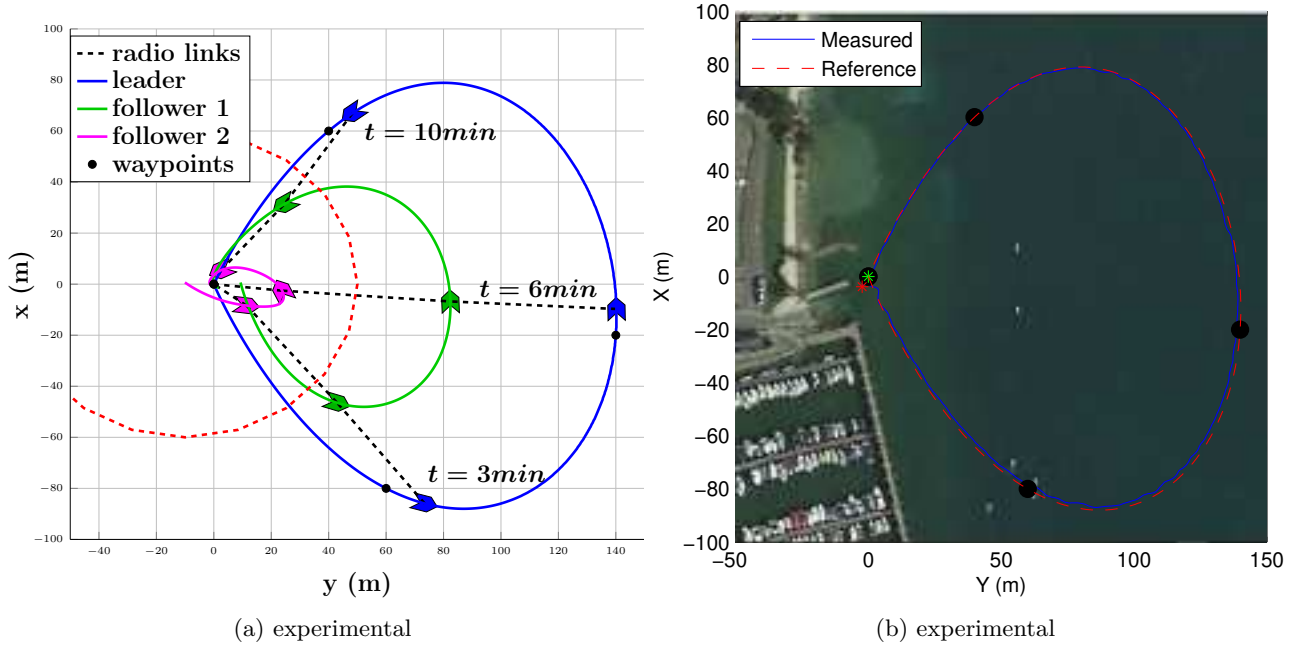 radio links
leader
follower 1
follower 2
waypoints
100
80
60
40
20
0
−20
−40
−60
−80
−100
x (m)
t = 10min
t = 6min
t = 3min
−40
−20
0
20
40
60
80
100
120
140
y (m)
(a) experimental
Measured
Reference
100
80
60
40
20
0
−20
−40
−60
−80
−100
X (m)
−50
0
50
100
150
Y (m)
(b) experimental